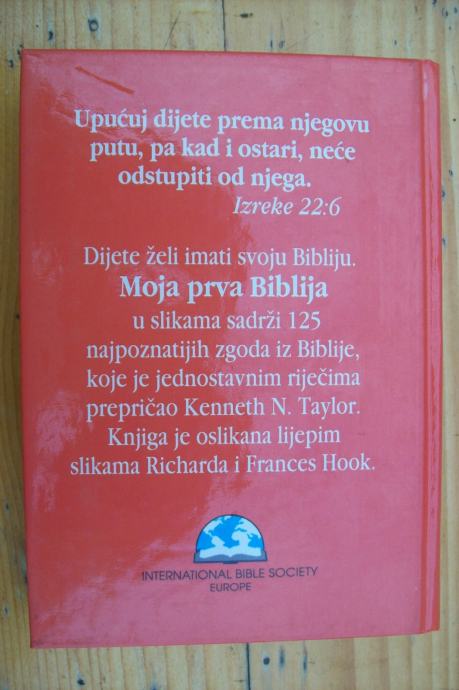 Upućuj dijete prema njegovu
putu, pa kad i ostari, neće
odstupiti od njega.
Izreke 22:6
Dijete želi imati svoju Bibliju.
Moja prva Biblija
u slikama sadrži 125
najpoznatijih zgoda iz Biblije,
koje je jednostavnim riječima
prepričao Kenneth N. Taylor.
Knjiga je oslikana lijepim
slikama Richarda i Frances Hook.
INTERNATIONAL BIBLE SOCIETY
EUROPE